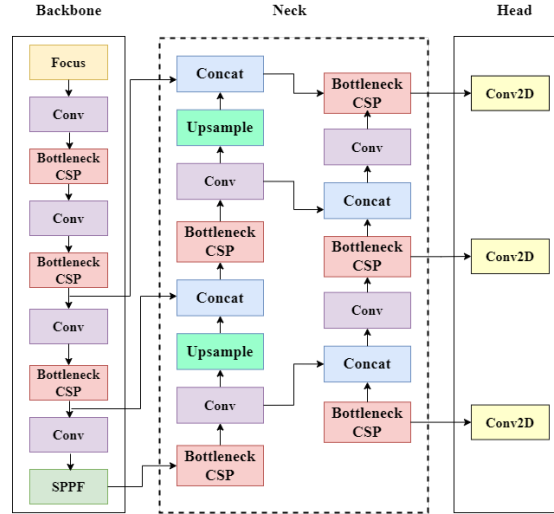 Backbone
Neck
Head
Focus
Conv
Bottleneck
CSP
Conv
Bottleneck
CSP
Conv
Bottleneck
CSP
Conv
SPPF
Concat
Upsample
Conv
Bottleneck
CSP
Concat
Upsample
Conv
Bottleneck
CSP
Bottleneck
CSP
Conv
Concat
Bottleneck
CSP
Conv
Concat
Bottleneck
CSP
Conv2D
Conv2D
Conv2D